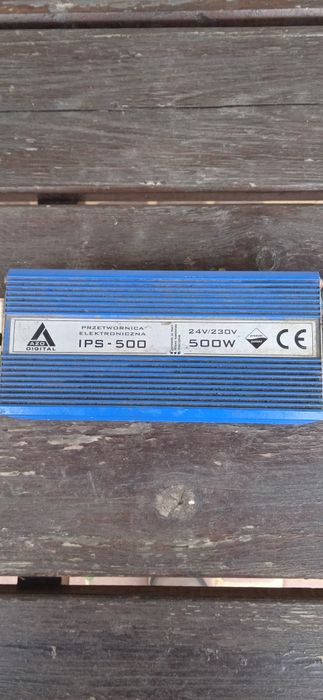 AZO
DIGITAL
PRZETWORNICA
ELEKTRONICZNA
IPS-500
24V/230V
500W
CE